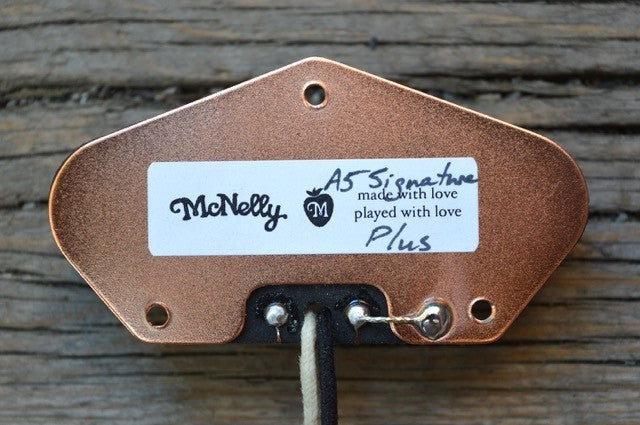 A5 Signature
McNelly
M
made with love
played with love
Plus